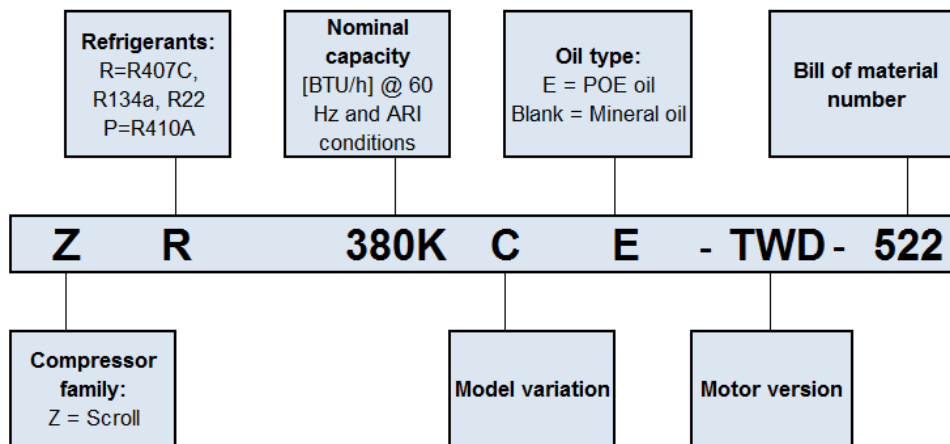 Refrigerants:
R=R407C,
R134a, R22
P=R410A
Nominal
capacity
[BTU/h] @ 60
Hz and ARI
conditions
Oil type:
E = POE oil
Blank = Mineral oil
Bill of material
number
Z R 380K C E - TWD - 522
Compressor
family:
Z = Scroll
Model variation
Motor version